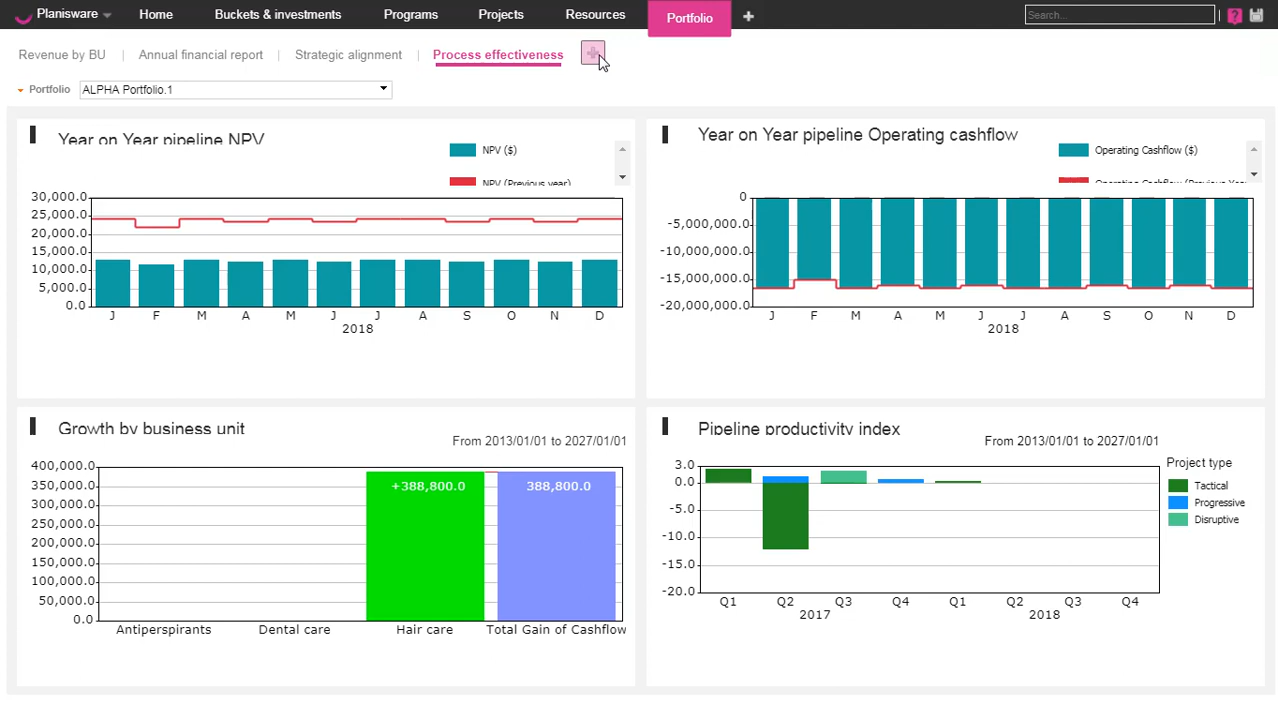 Planisware Home Buckets & investments Programs Projects Resources Portfolio + Search... | ?
Revenue by BU | Annual financial report | Strategic alignment | Process effectiveness +
Portfolio ALPHA Portfolio.1
Year on Year pipeline NPV
NPV ($)
NPV (Previous year)
30,000.0
25,000.0
20,000.0
15,000.0
10,000.0
5,000.0
0.0
J F M A M J J A S O N D
2018
Year on Year pipeline Operating cashflow
Operating Cashflow ($)
Operating Cashflow (Previous Yea
0
-5,000,000.0
-10,000,000.0
-15,000,000.0
-20,000,000.0
J F M A M J J A S O N D
2018
Growth by business unit
From 2013/01/01 to 2027/01/01
400,000.0
350,000.0
300,000.0
250,000.0
200,000.0
150,000.0
100,000.0
50,000.0
0.0
+388,800.0 388,800.0
Antiperspirants Dental care Hair care Total Gain of Cashflow
Pipeline productivity index
From 2013/01/01 to 2027/01/01
3.0
0.0
-5.0
-10.0
-15.0
-20.0
Q1 Q2 Q3 Q4 Q1 Q2 Q3 Q4
2017 2018
Project type
Tactical
Progressive
Disruptive